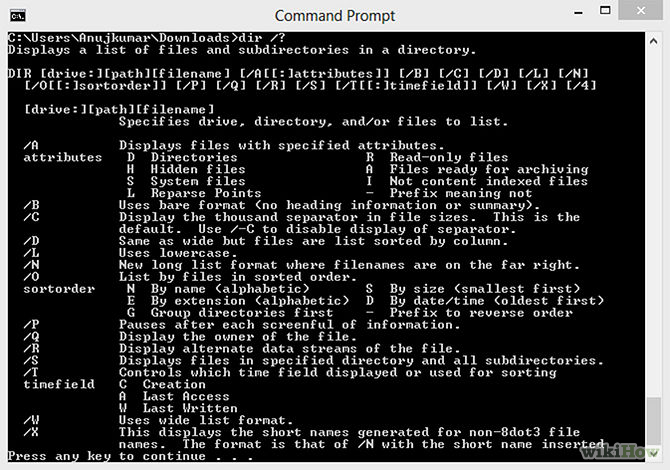 Command Prompt
C:\Users\Anujkumar\Downloads>dir /?
Displays a list of files and subdirectories in a directory.
DIR [drive:][path][filename] [/A[[:]attributes]] [/B] [/C] [/D] [/L] [/N]
[/O[[:]sortorder]] [/P] [/Q] [/R] [/S] [/T[[:]timefield]] [/W] [/X] [/4]
[drive:][path][filename]
Specifies drive, directory, and/or files to list.
/A Displays files with specified attributes.
attributes D Directories R Read-only files
H Hidden files A Files ready for archiving
S System files I Not content indexed files
L Reparse Points - Prefix meaning not
/B Uses bare format (no heading information or summary).
/C Display the thousand separator in file sizes. This is the
default. Use /-C to disable display of separator.
/D Same as wide but files are list sorted by column.
/L Uses lowercase.
/N New long list format where filenames are on the far right.
/O List by files in sorted order.
sortorder N By name (alphabetic) S By size (smallest first)
E By extension (alphabetic) D By date/time (oldest first)
G Group directories first - Prefix to reverse order
/P Pauses after each screenful of information.
/Q Display the owner of the file.
/R Display alternate data streams of the file.
/S Displays files in specified directory and all subdirectories.
/T Controls which time field displayed or used for sorting
timefield C Creation
A Last Access
W Last Written
/W Uses wide list format.
/X This displays the short names generated for non-8dot3 file
names. The format is that of /N with the short name inserted
Press any key to continue . . .
wikiHow